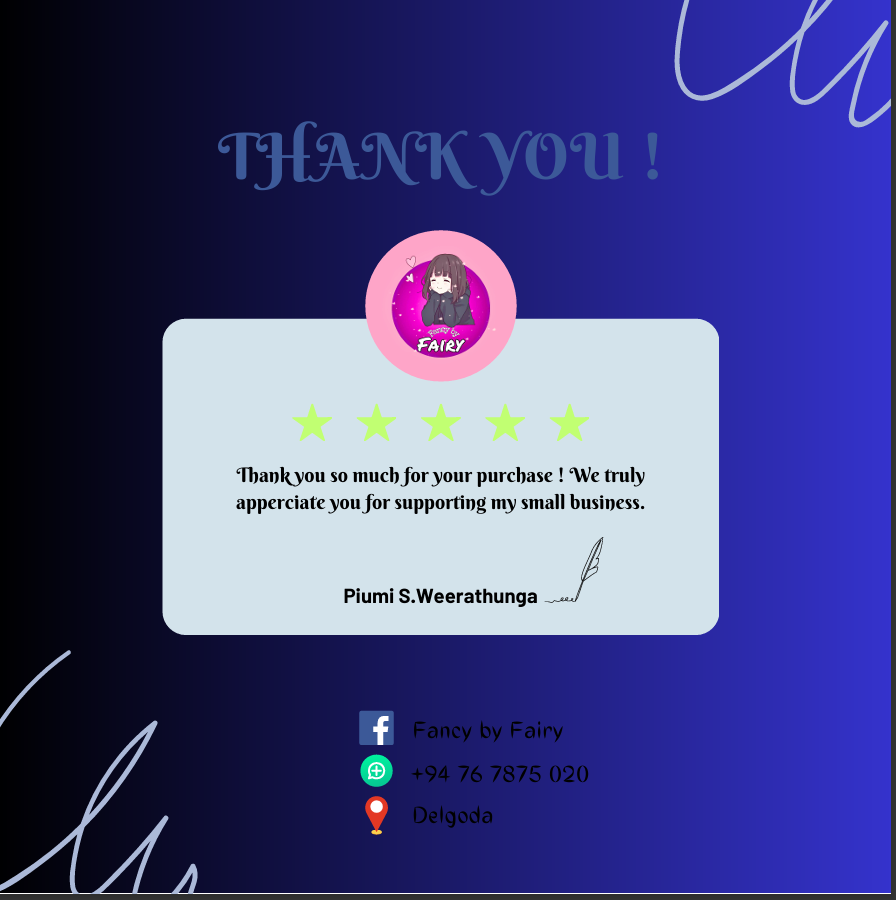 THANK YOU !
Fancy by
FAIRY
Thank you so much for your purchase ! We truly
apperciate you for supporting my small business.
Piumi S.Weerathunga
Fancy by Fairy
+94 76 7875 020
Delgoda